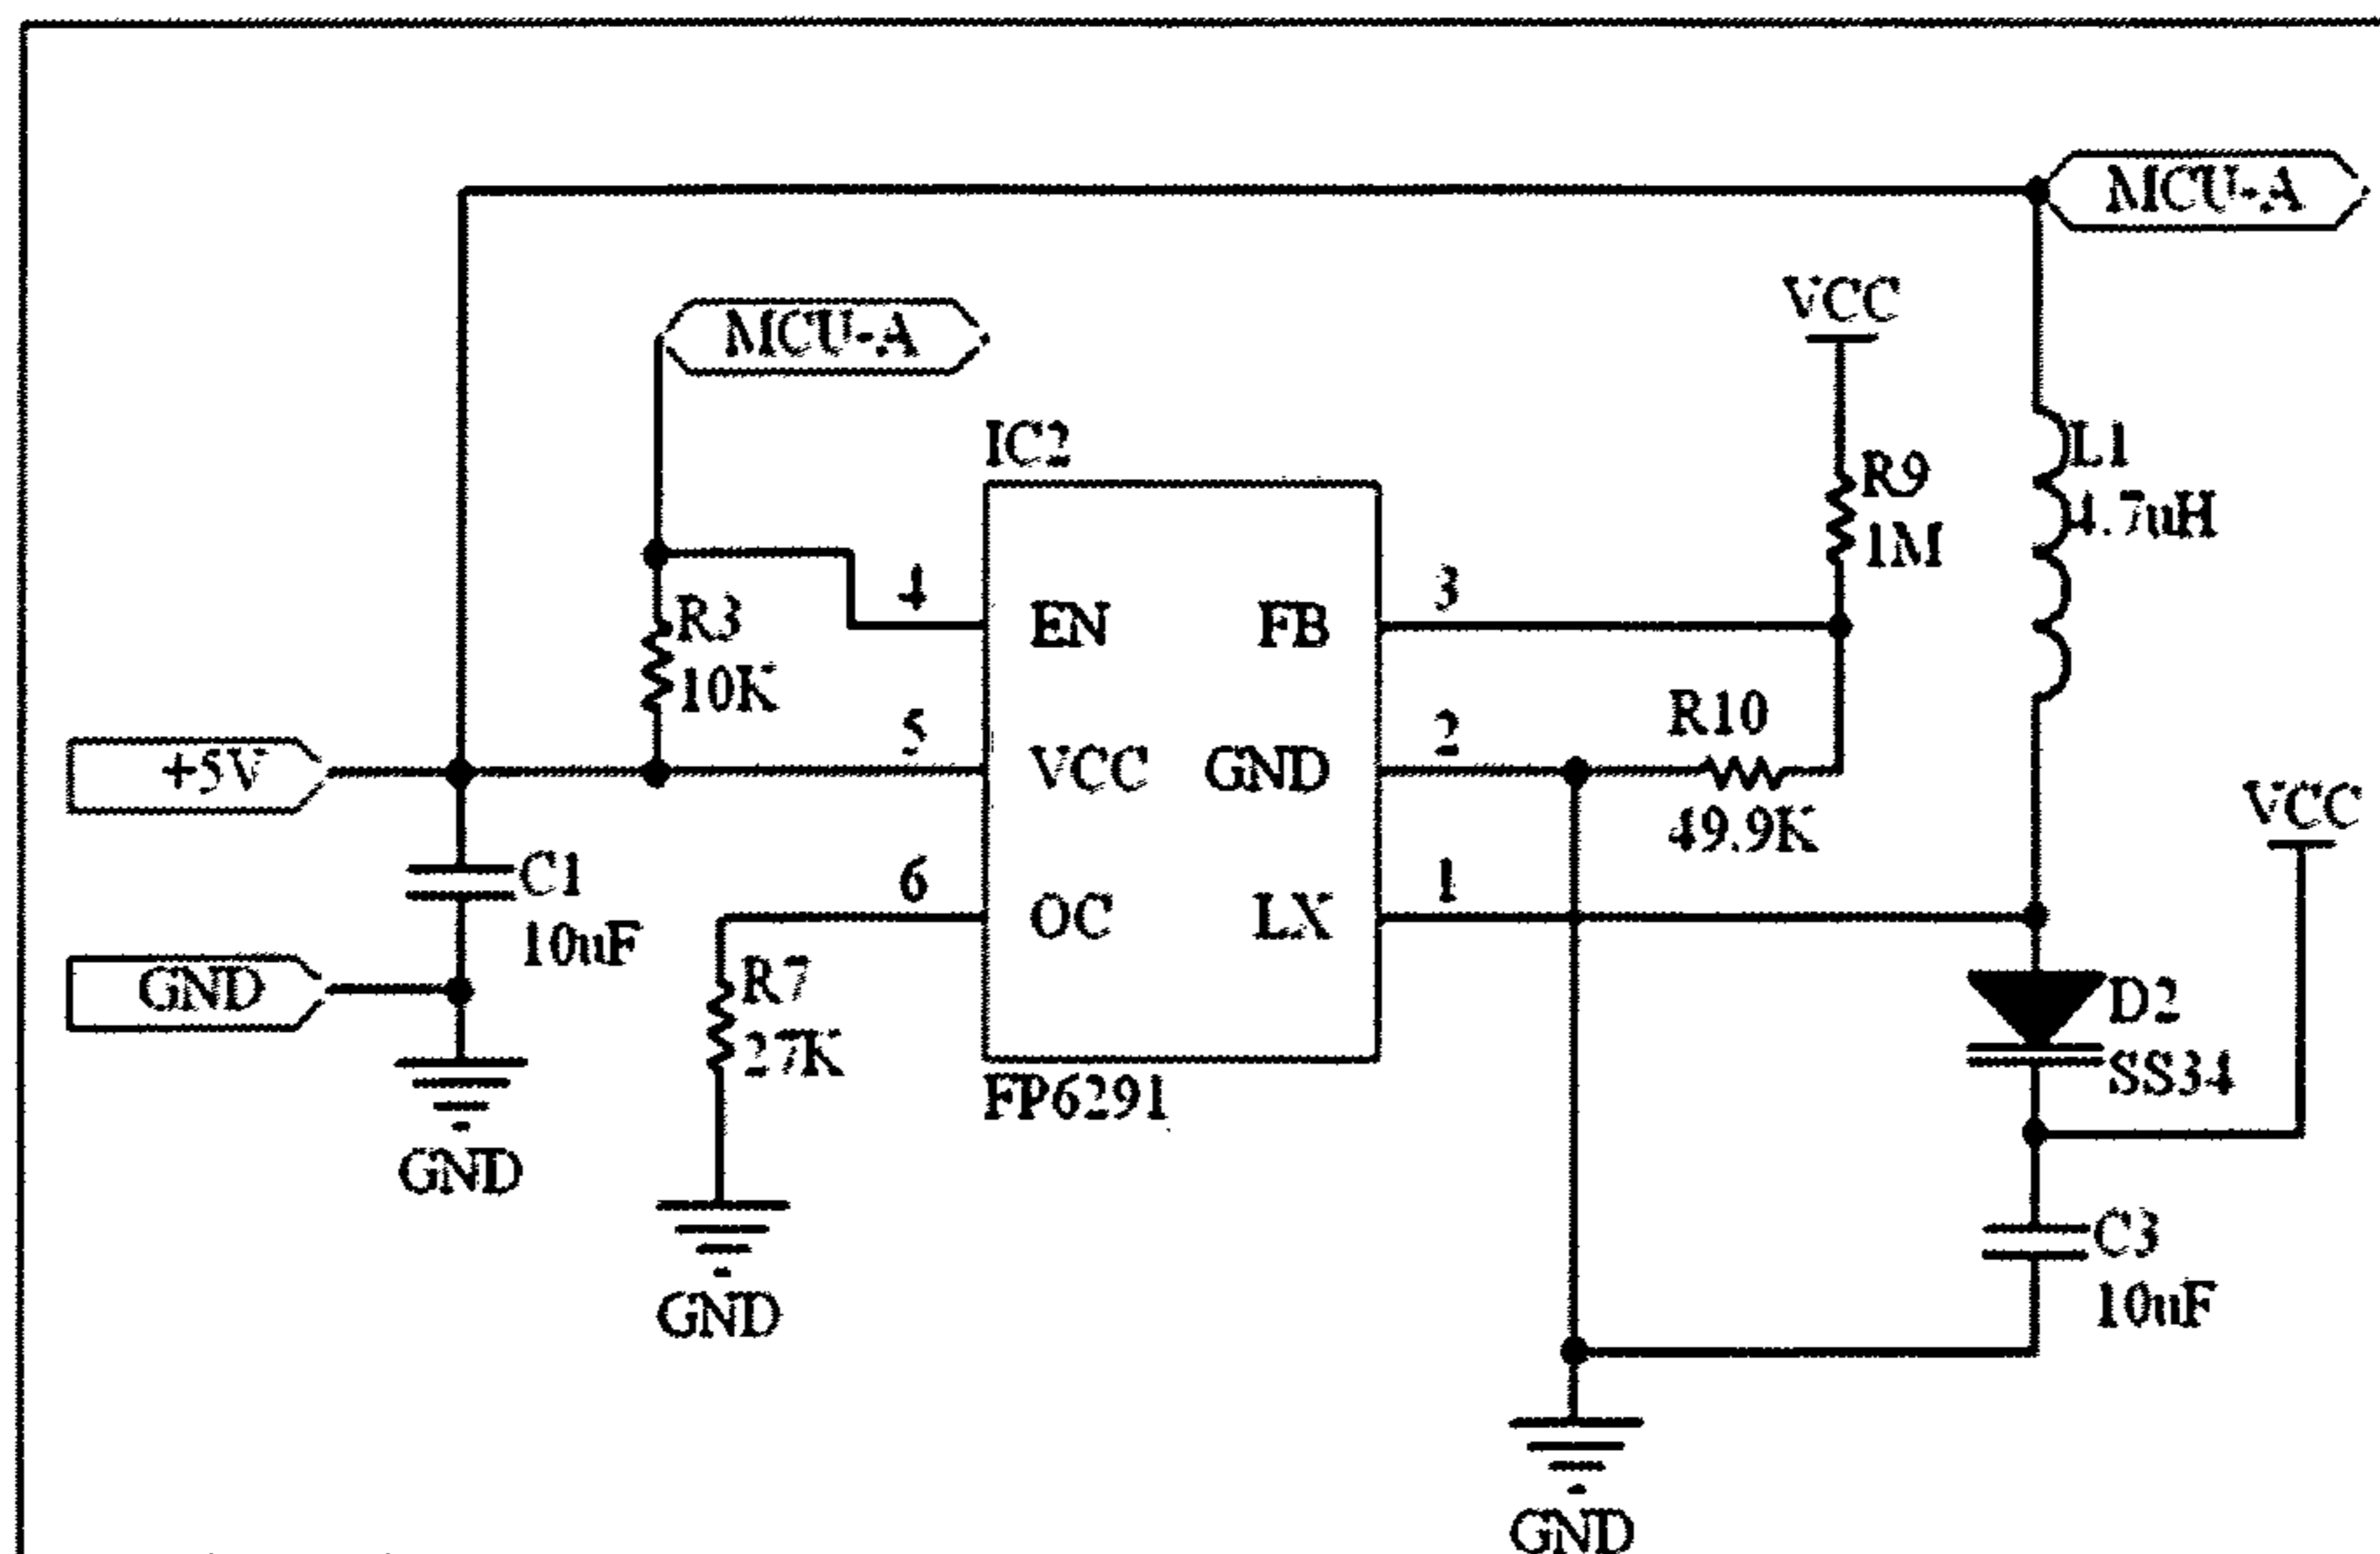 MCU-A
VCC
MCU-A
IC2
L1
4.7uH
R9
1M
4
EN
FB
3
R3
10K
R10
49.9K
+5V
5
VCC
GND
2
VCC
C1
10uF
6
OC
LX
1
GND
R7
27K
D2
SS34
FP6291
GND
C3
10uF
GND
GND